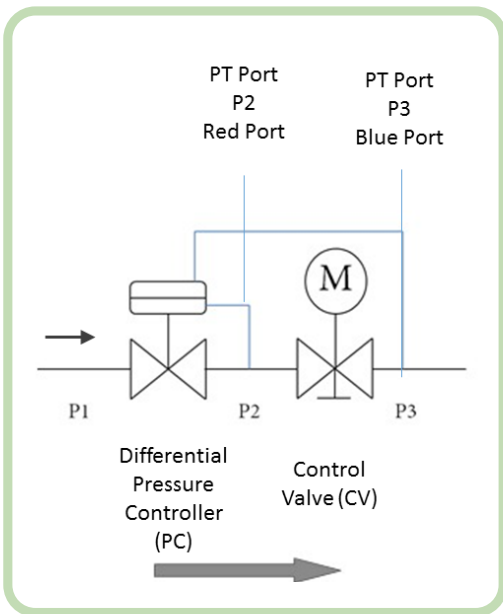 PT Port
P2
Red Port
PT Port
P3
Blue Port
M
P1
P2
P3
Differential
Pressure
Controller
(PC)
Control
Valve (CV)